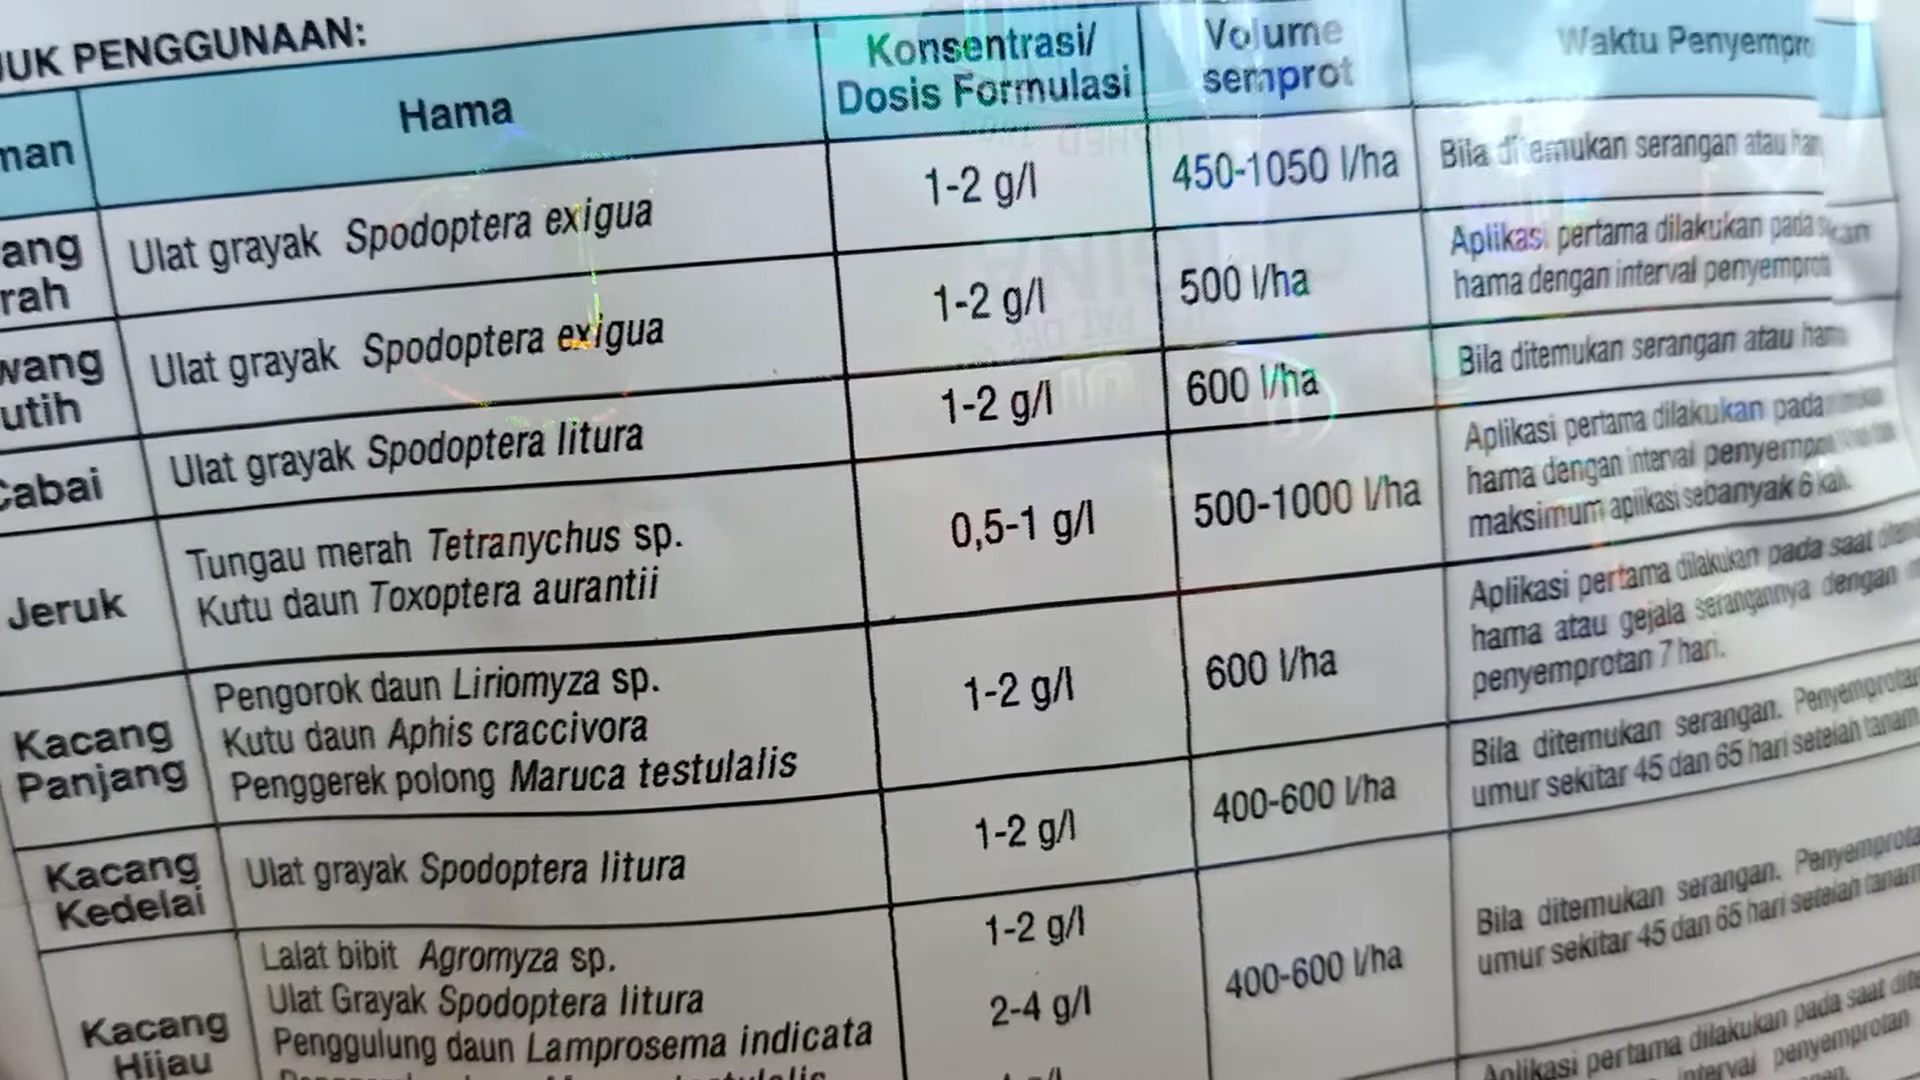 JUK PENGGUNAAN:
man
Hama
Konsentrasi/
Dosis Formulasi
Volume
semprot
Waktu Penyempro
ang
rah
Ulat grayak Spodoptera exigua
1-2 g/l
450-1050 l/ha
Bila ditemukan serangan atau ham
wang
utih
Ulat grayak Spodoptera exigua
1-2 g/l
500 l/ha
Aplikasi pertama dilakukan pada
hama dengan interval penyemprot
Cabai
Ulat grayak Spodoptera litura
1-2 g/l
600 l/ha
Bila ditemukan serangan atau hama
Jeruk
Tungau merah Tetranychus sp.
Kutu daun Toxoptera aurantii
0,5-1 g/l
500-1000 l/ha
Aplikasi pertama dilakukan pada
hama dengan interval penyempro
maksimum aplikasi sebanyak 6 kali.
Kacang
Panjang
Pengorok daun Liriomyza sp.
Kutu daun Aphis craccivora
Penggerek polong Maruca testulalis
1-2 g/l
600 l/ha
Aplikasi pertama dilakukan pada saat
hama atau gejala serangannya dengan
penyemprotan 7 hari.
Kacang
Kedelai
Ulat grayak Spodoptera litura
1-2 g/l
400-600 l/ha
Bila ditemukan serangan. Penyemprotan
umur sekitar 45 dan 65 hari setelah tanam
Kacang
Hijau
Lalat bibit Agromyza sp.
Ulat Grayak Spodoptera litura
Penggulung daun Lamprosema indicata
1-2 g/l
2-4 g/l
400-600 l/ha
Bila ditemukan serangan. Penyemprota
umur sekitar 45 dan 65 hari setelah tanam
Aplikasi pertama dilakukan pada saat dite
interval penyemprotan